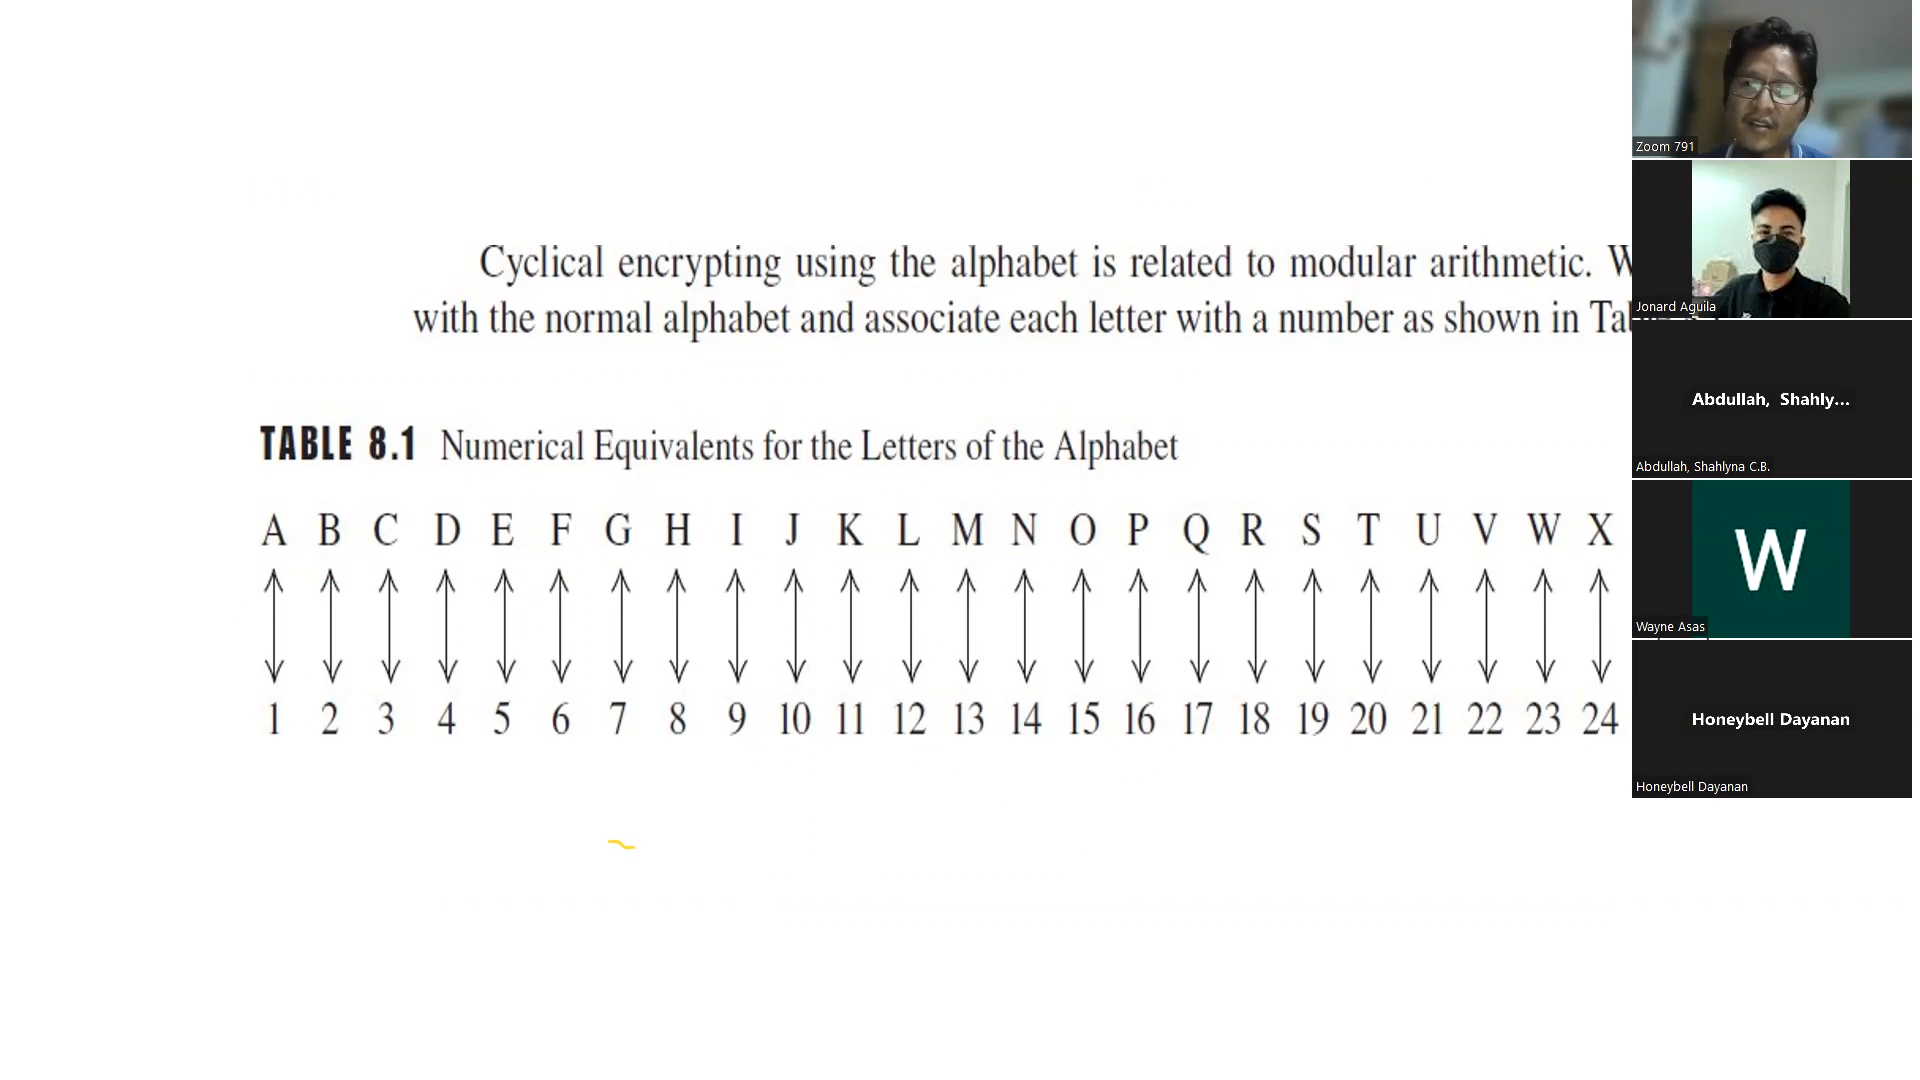 Cyclical encrypting using the alphabet is related to modular arithmetic.
with the normal alphabet and associate each letter with a number as shown in
TABLE 8.1 Numerical Equivalents for the Letters of the Alphabet
A B C D E F G H I J K L M N O P Q R S T U V W X
1 2 3 4 5 6 7 8 9 10 11 12 13 14 15 16 17 18 19 20 21 22 23 24
Zoom 791
Jonard Aguila
Abdullah, Shahly...
Abdullah, Shahlyna C.B.
W
Wayne Asas
Honeybell Dayanan
Honeybell Dayanan